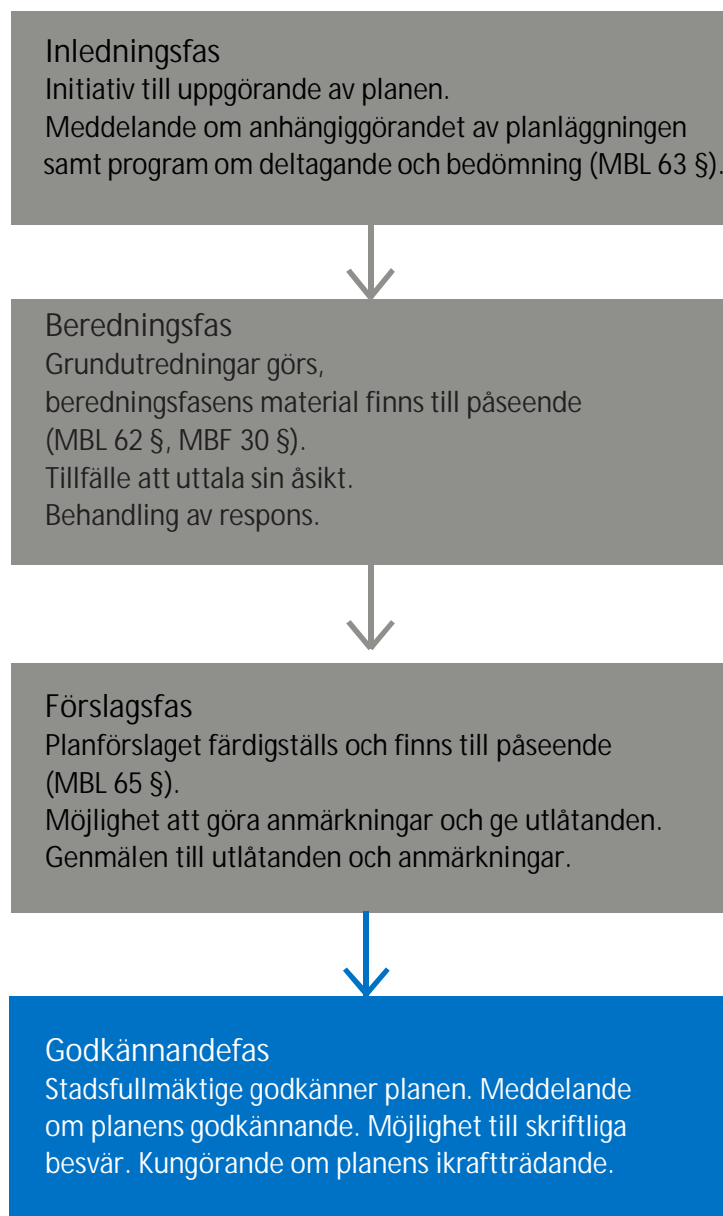 Inledningsfas
Initiativ till uppgörande av planen.
Meddelande om anhängiggörandet av planläggningen
samt program om deltagande och bedömning (MBL 63 §).
Beredningsfas
Grundutredningar görs,
beredningsfasens material finns till påseende
(MBL 62 §, MBF 30 §).
Tillfälle att uttala sin åsikt.
Behandling av respons.
Förslagsfas
Planförslaget färdigställs och finns till påseende
(MBL 65 §).
Möjlighet att göra anmärkningar och ge utlåtanden.
Genmälen till utlåtanden och anmärkningar.
Godkännandefas
Stadsfullmäktige godkänner planen. Meddelande
om planens godkännande. Möjlighet till skriftliga
besvär. Kungörande om planens ikraftträdande.